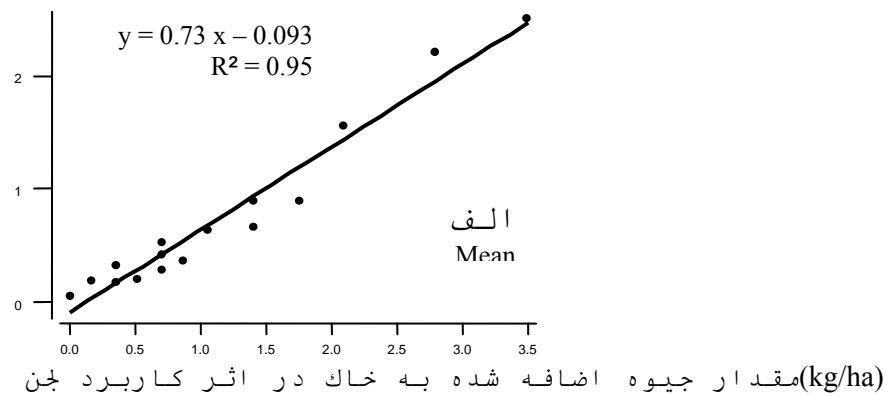 y = 0.73 x – 0.093
R² = 0.95
2
1
0
الف
Mean
0.0 0.5 1.0 1.5 2.0 2.5 3.0 3.5
مقدار جيوه اضافه شده به خاك در اثر كاربرد لجن(kg/ha)